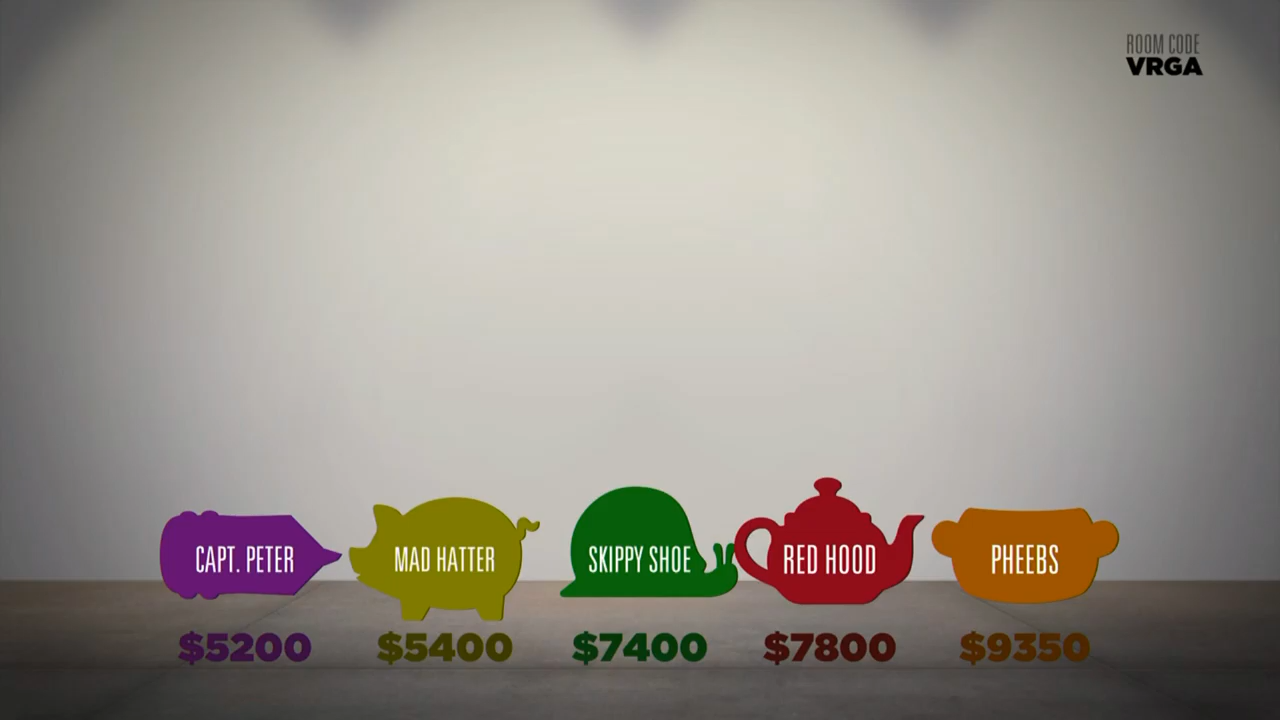 ROOM CODE
VRGA
CAPT. PETER
MAD HATTER
SKIPPY SHOE
RED HOOD
PHEEBS
$5200
$5400
$7400
$7800
$9350